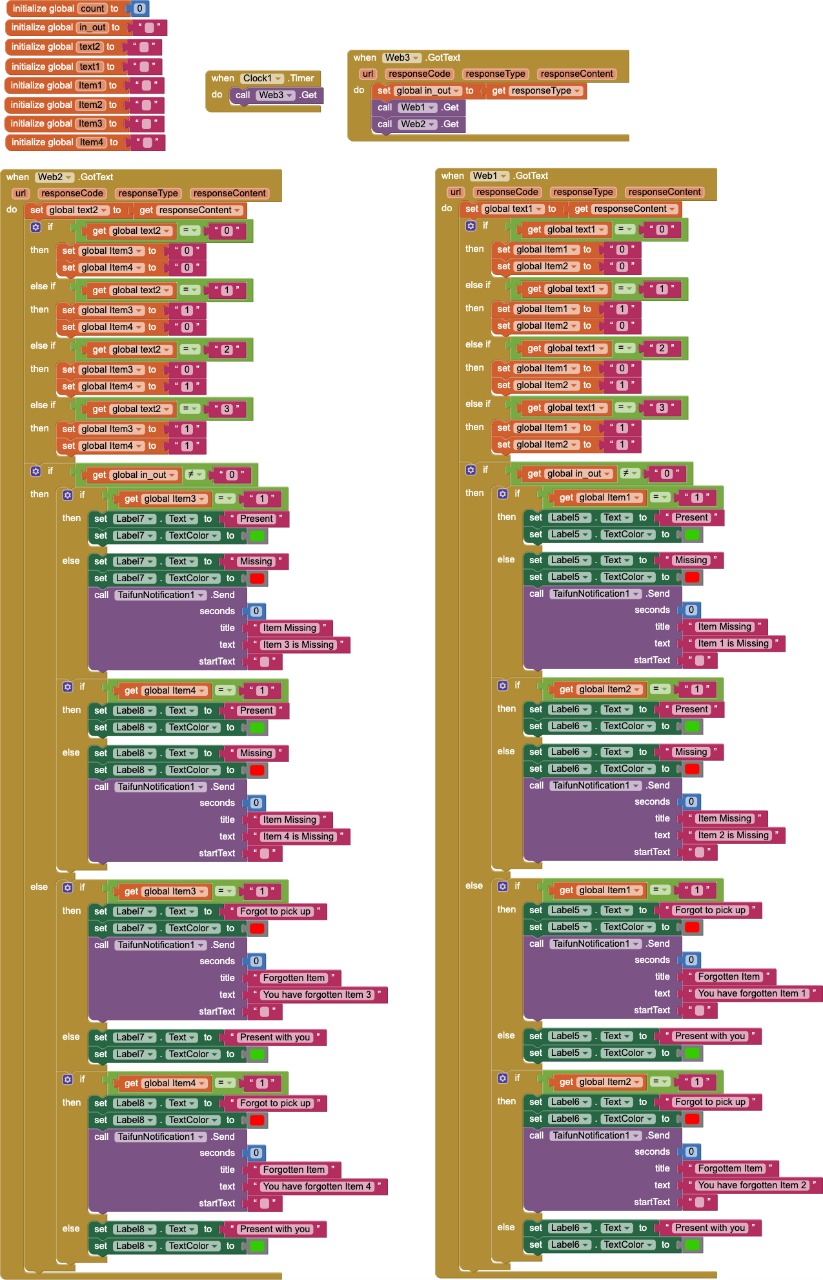 initialize global count to 0
initialize global in_out to " "
initialize global text2 to " "
initialize global text1 to " "
initialize global Item1 to " "
initialize global Item2 to " "
initialize global Item3 to " "
initialize global Item4 to " "
when Clock1 .Timer
do call Web3 .Get
when Web3 .GotText
url responseCode responseType responseContent
do set global in_out to get responseType
call Web1 .Get
call Web2 .Get
when Web2 .GotText
url responseCode responseType responseContent
do set global text2 to get responseContent
if get global text2 = " 0 "
then set global Item3 to " 0 "
set global Item4 to " 0 "
else if get global text2 = " 1 "
then set global Item3 to " 1 "
set global Item4 to " 0 "
else if get global text2 = " 2 "
then set global Item3 to " 0 "
set global Item4 to " 1 "
else if get global text2 = " 3 "
then set global Item3 to " 1 "
set global Item4 to " 1 "
if get global in_out ≠ " 0 "
then if get global Item3 = " 1 "
then set Label7 . Text to " Present "
set Label7 . TextColor to
else set Label7 . Text to " Missing "
set Label7 . TextColor to
call TaifunNotification1 .Send
seconds 0
title " Item Missing "
text " Item 3 is Missing "
startText " "
if get global Item4 = " 1 "
then set Label8 . Text to " Present "
set Label8 . TextColor to
else set Label8 . Text to " Missing "
set Label8 . TextColor to
call TaifunNotification1 .Send
seconds 0
title " Item Missing "
text " Item 4 is Missing "
startText " "
else if get global Item3 = " 1 "
then set Label7 . Text to " Forgot to pick up "
set Label7 . TextColor to
call TaifunNotification1 .Send
seconds 0
title " Forgotten Item "
text " You have forgotten Item 3 "
startText " "
else set Label7 . Text to " Present with you "
set Label7 . TextColor to
if get global Item4 = " 1 "
then set Label8 . Text to " Forgot to pick up "
set Label8 . TextColor to
call TaifunNotification1 .Send
seconds 0
title " Forgotten Item "
text " You have forgotten Item 4 "
startText " "
else set Label8 . Text to " Present with you "
set Label8 . TextColor to
when Web1 .GotText
url responseCode responseType responseContent
do set global text1 to get responseContent
if get global text1 = " 0 "
then set global Item1 to " 0 "
set global Item2 to " 0 "
else if get global text1 = " 1 "
then set global Item1 to " 1 "
set global Item2 to " 0 "
else if get global text1 = " 2 "
then set global Item1 to " 0 "
set global Item2 to " 1 "
else if get global text1 = " 3 "
then set global Item1 to " 1 "
set global Item2 to " 1 "
if get global in_out ≠ " 0 "
then if get global Item1 = " 1 "
then set Label5 . Text to " Present "
set Label5 . TextColor to
else set Label5 . Text to " Missing "
set Label5 . TextColor to
call TaifunNotification1 .Send
seconds 0
title " Item Missing "
text " Item 1 is Missing "
startText " "
if get global Item2 = " 1 "
then set Label6 . Text to " Present "
set Label6 . TextColor to
else set Label6 . Text to " Missing "
set Label6 . TextColor to
call TaifunNotification1 .Send
seconds 0
title " Item Missing "
text " Item 2 is Missing "
startText " "
else if get global Item1 = " 1 "
then set Label5 . Text to " Forgot to pick up "
set Label5 . TextColor to
call TaifunNotification1 .Send
seconds 0
title " Forgotten Item "
text " You have forgotten Item 1 "
startText " "
else set Label5 . Text to " Present with you "
set Label5 . TextColor to
if get global Item2 = " 1 "
then set Label6 . Text to " Forgot to pick up "
set Label6 . TextColor to
call TaifunNotification1 .Send
seconds 0
title " Forgottem Item "
text " You have forgotten Item 2 "
startText " "
else set Label6 . Text to " Present with you "
set Label6 . TextColor to